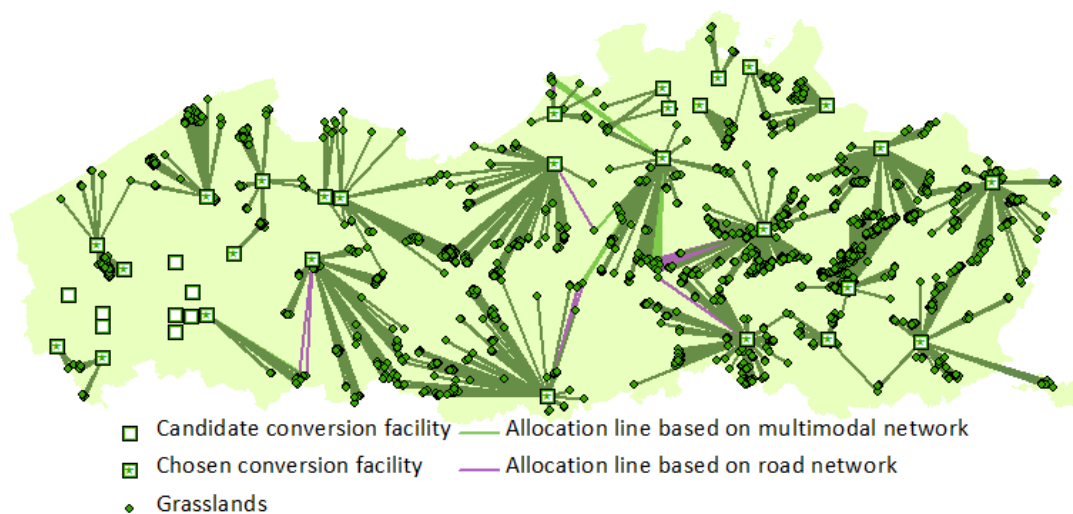 Candidate conversion facility
Allocation line based on multimodal network
Chosen conversion facility
Allocation line based on road network
Grasslands